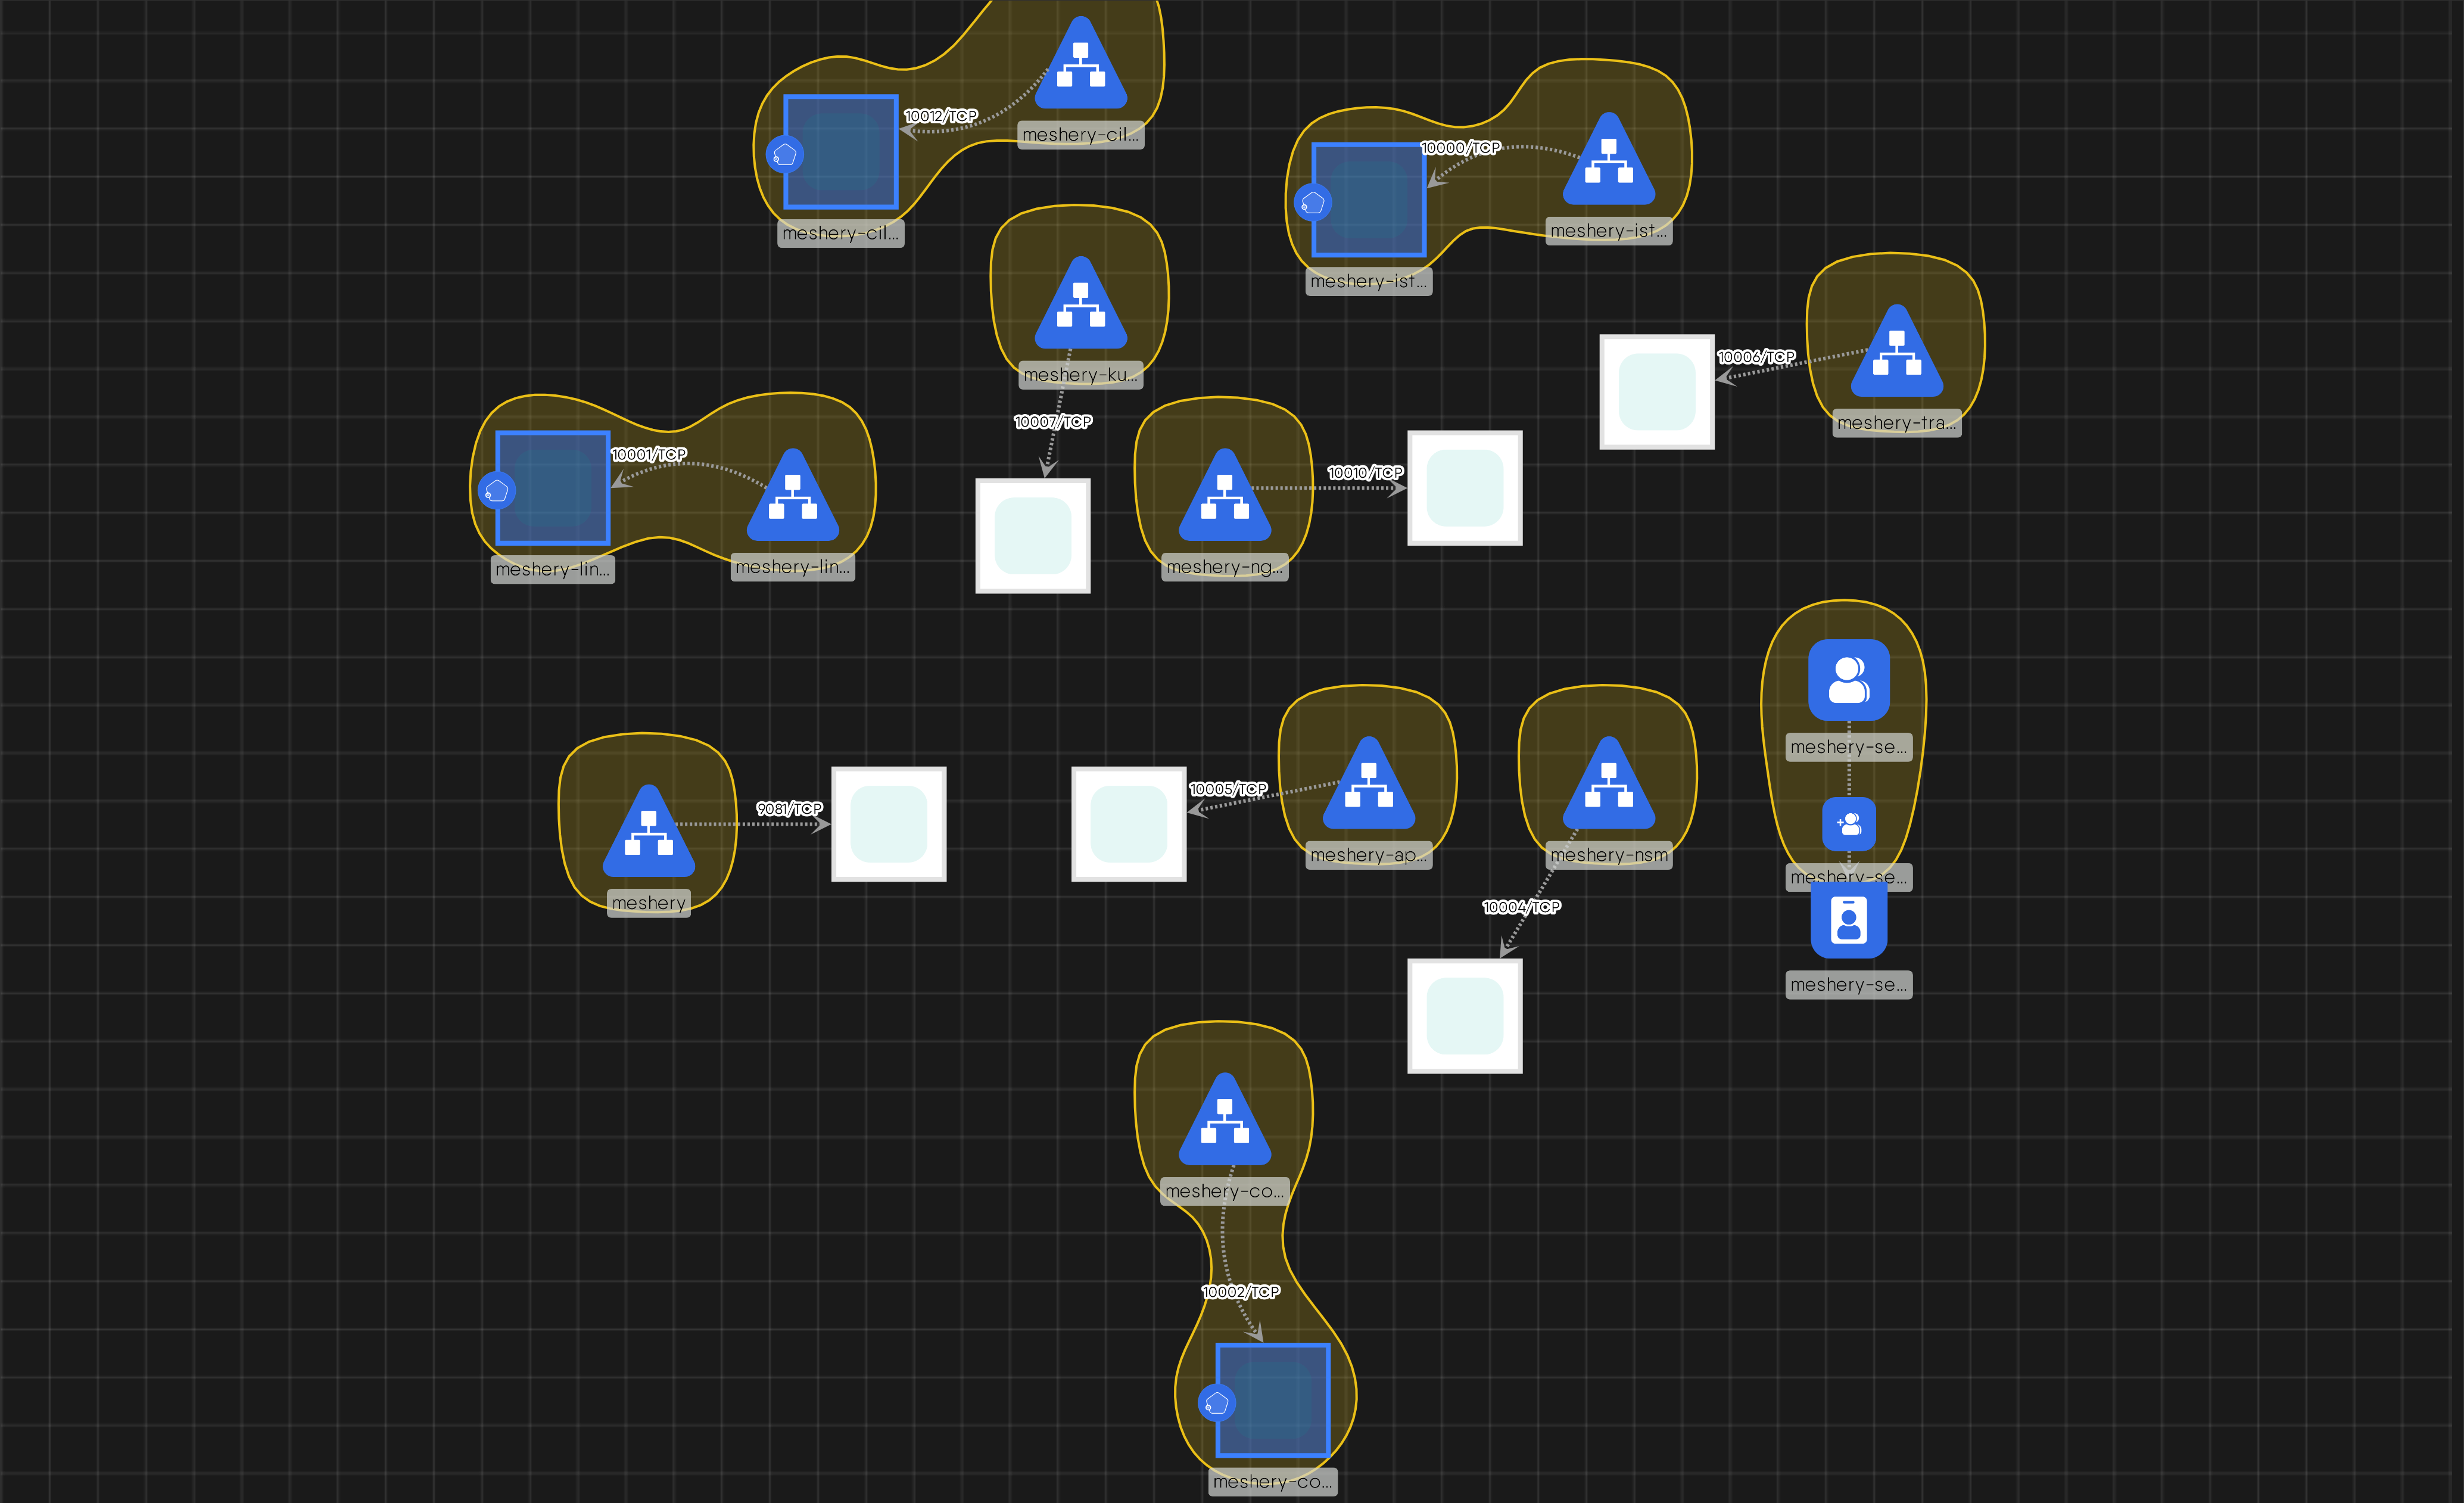 10012/TCP
meshery-cil...
meshery-cil...
10000/TCP
meshery-ist...
meshery-ist...
meshery-ku...
10007/TCP
10006/TCP
meshery-tra...
10001/TCP
meshery-lin...
meshery-lin...
10010/TCP
meshery-ng...
meshery-se...
meshery-se...
meshery-se...
9081/TCP
meshery
10005/TCP
meshery-ap...
meshery-nsm
10004/TCP
meshery-co...
10002/TCP
meshery-co...